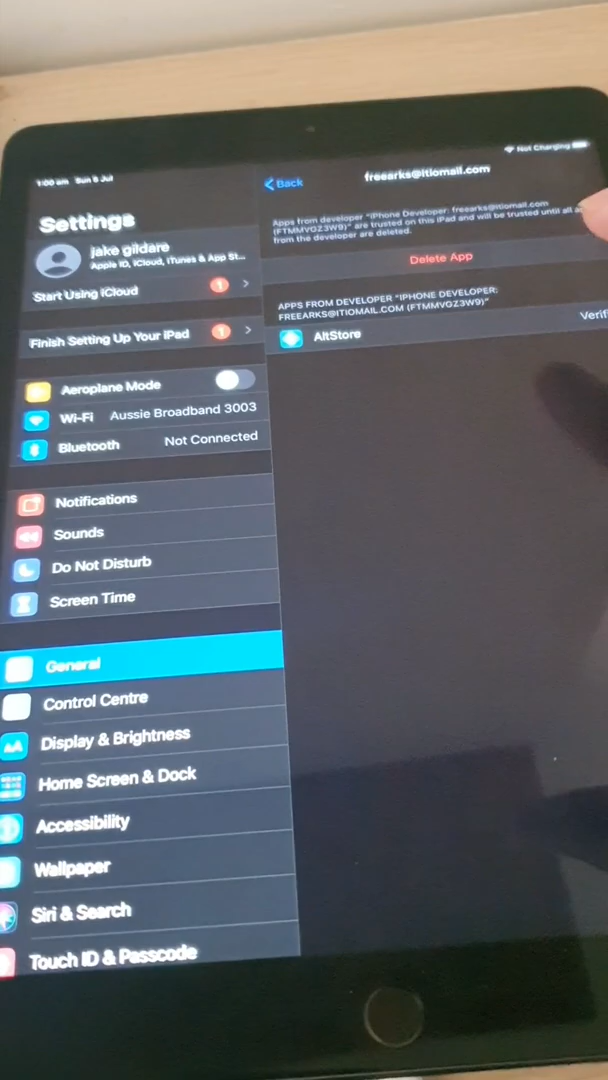 1:00 am Sun 5 Jul
Not Charging
Settings
jake gildare
Apple ID, iCloud, iTunes & App St...
Start Using iCloud
1
Finish Setting Up Your iPad
1
Aeroplane Mode
Wi-Fi
Aussie Broadband 3003
Bluetooth
Not Connected
Notifications
Sounds
Do Not Disturb
Screen Time
General
Control Centre
AA
Display & Brightness
Home Screen & Dock
Accessibility
Wallpaper
Siri & Search
Touch ID & Passcode
Back
freearks@itiomail.com
Apps from developer "iPhone Developer: freearks@itiomail.com
(FTMMVGZ3W9)" are trusted on this iPad and will be trusted until all a
from the developer are deleted.
Delete App
APPS FROM DEVELOPER "IPHONE DEVELOPER:
FREEARKS@ITIOMAIL.COM (FTMMVGZ3W9)"
AltStore
Verif